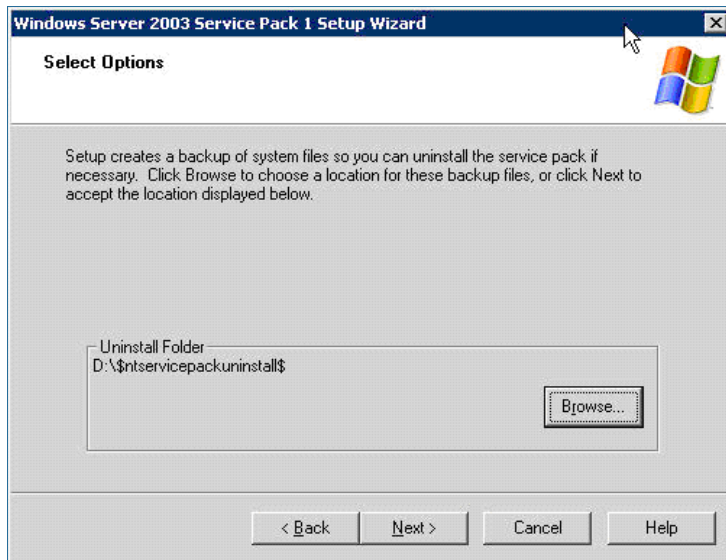 Windows Server 2003 Service Pack 1 Setup Wizard
Select Options
Setup creates a backup of system files so you can uninstall the service pack if
necessary. Click Browse to choose a location for these backup files, or click Next to
accept the location displayed below.
Uninstall Folder
D:\$ntservicepackuninstall$
Browse...
< Back Next > Cancel Help